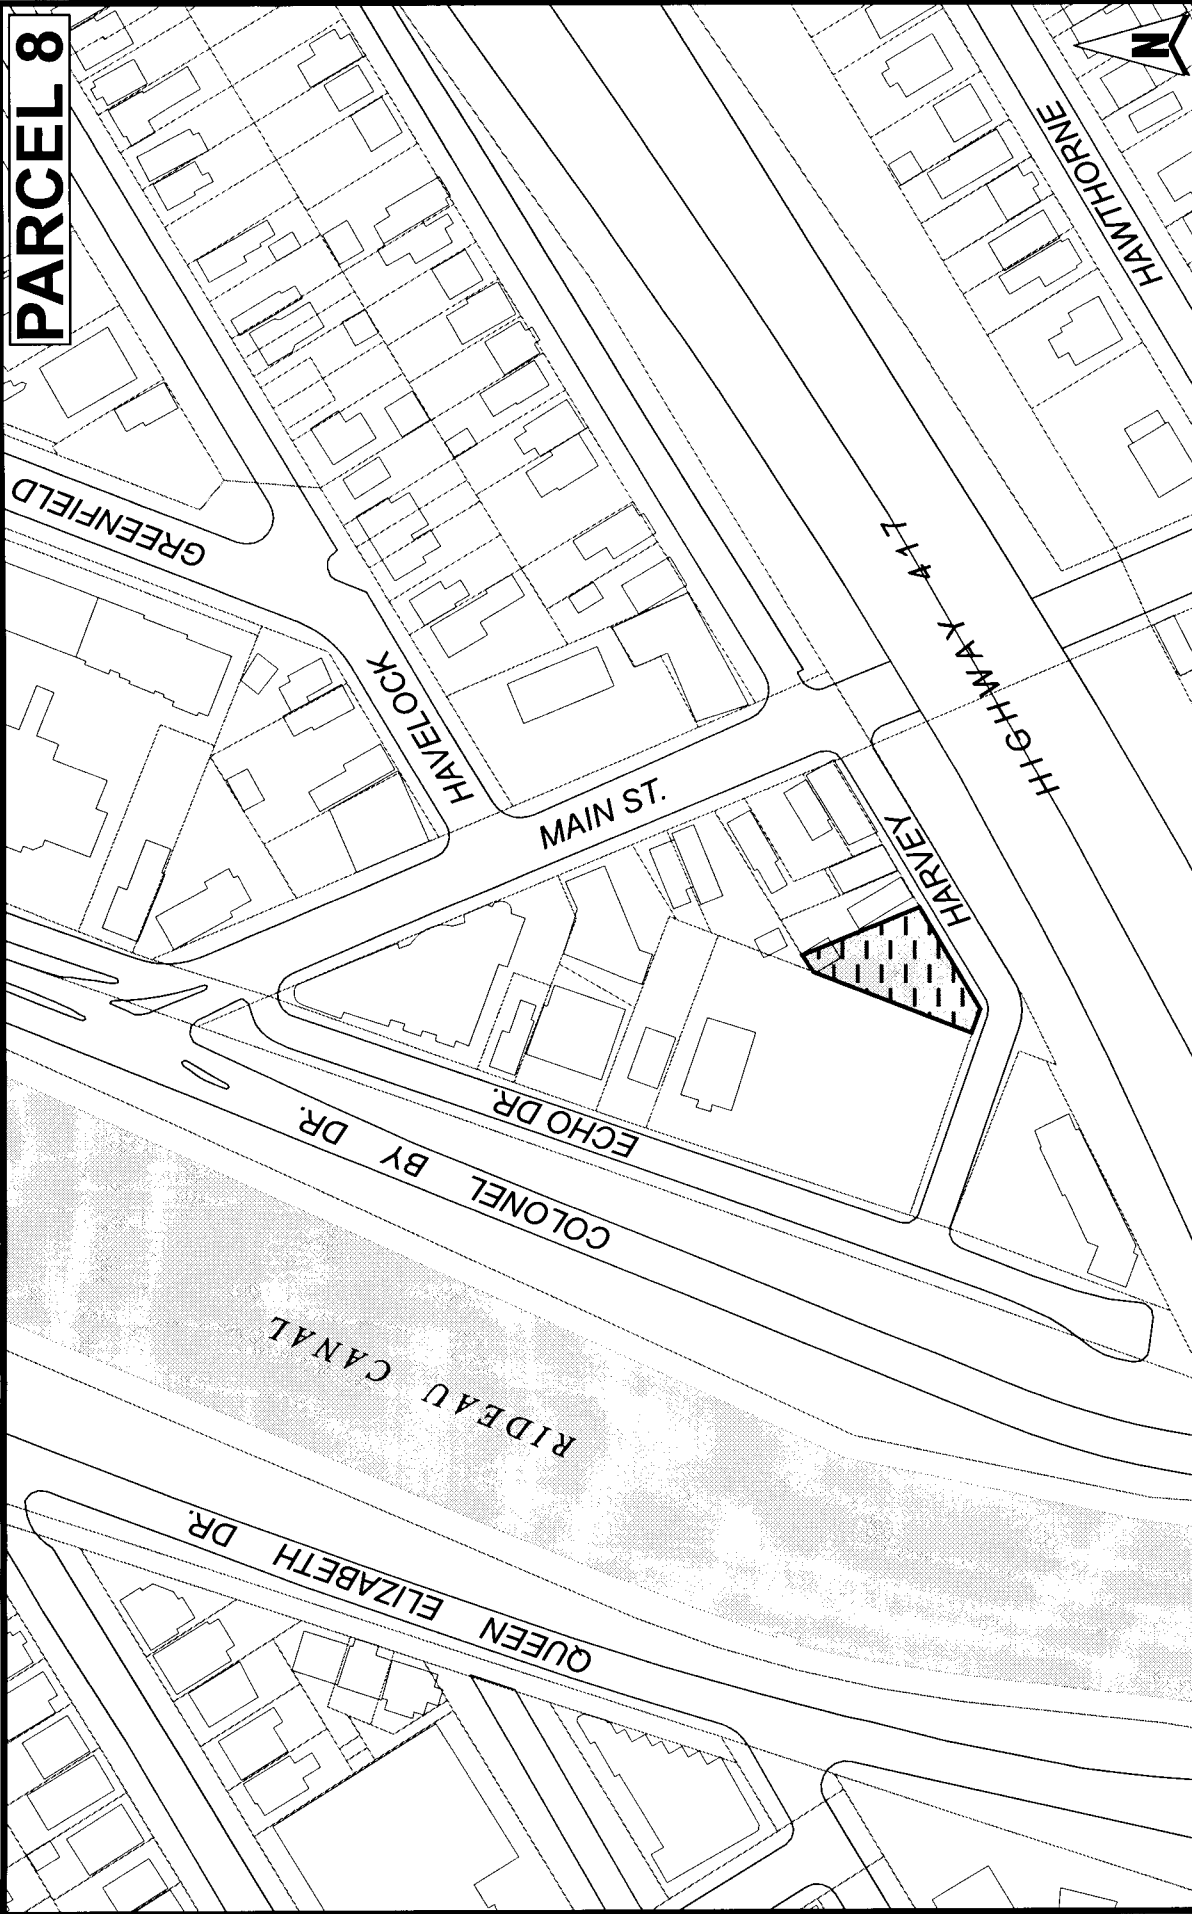 PARCEL 8
N
HAWTHORNE
GREENFIELD
HIGHWAY 417
HAVELOCK
MAIN ST.
HARVEY
ECHO DR.
COLONEL BY DR.
RIDEAU CANAL
QUEEN ELIZABETH DR.